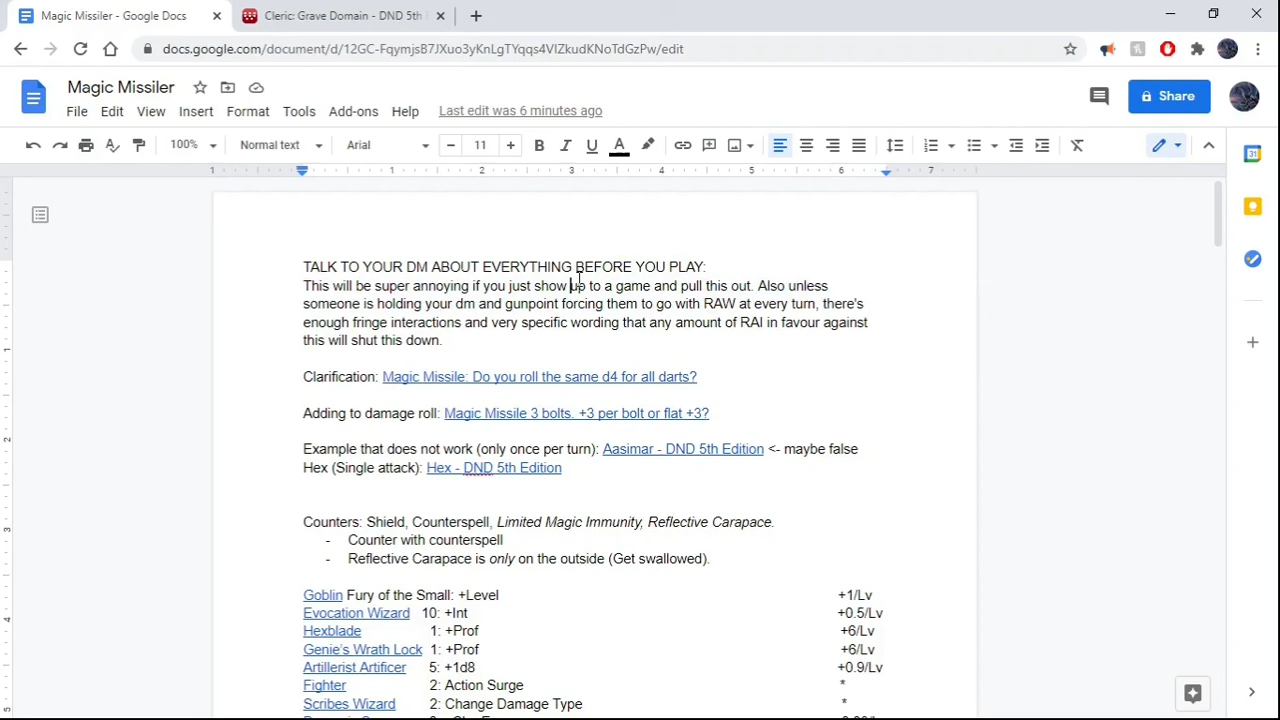 Magic Missiler - Google Docs
Cleric: Grave Domain - DND 5th
docs.google.com/document/d/12GC-FqymjsB7JXuo3yKnLgTYqqs4VIZkudKNoTdGzPw/edit
Magic Missiler
File Edit View Insert Format Tools Add-ons Help Last edit was 6 minutes ago
Share
100% Normal text Arial 11
1 1 2 3 4 5 6 7
TALK TO YOUR DM ABOUT EVERYTHING BEFORE YOU PLAY:
This will be super annoying if you just show up to a game and pull this out. Also unless
someone is holding your dm and gunpoint forcing them to go with RAW at every turn, there's
enough fringe interactions and very specific wording that any amount of RAI in favour against
this will shut this down.
Clarification: Magic Missile: Do you roll the same d4 for all darts?
Adding to damage roll: Magic Missile 3 bolts. +3 per bolt or flat +3?
Example that does not work (only once per turn): Aasimar - DND 5th Edition <- maybe false
Hex (Single attack): Hex - DND 5th Edition
Counters: Shield, Counterspell, Limited Magic Immunity, Reflective Carapace.
- Counter with counterspell
- Reflective Carapace is only on the outside (Get swallowed).
Goblin Fury of the Small: +Level +1/Lv
Evocation Wizard 10: +Int +0.5/Lv
Hexblade 1: +Prof +6/Lv
Genie's Wrath Lock 1: +Prof +6/Lv
Artillerist Artificer 5: +1d8 +0.9/Lv
Fighter 2: Action Surge *
Scribes Wizard 2: Change Damage Type *